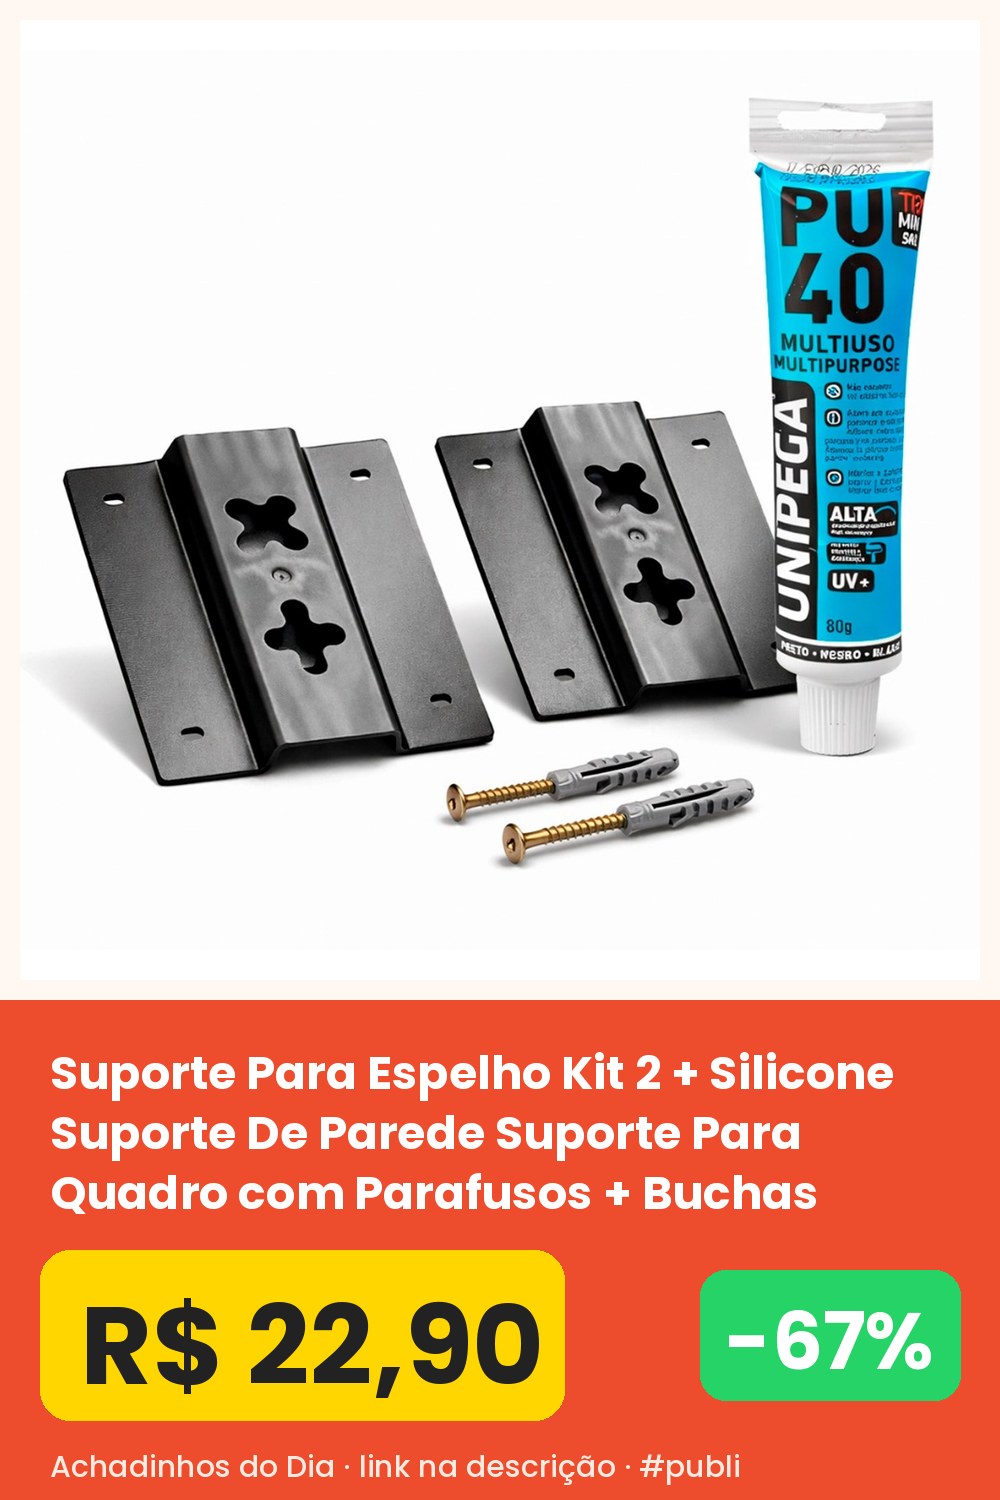 PU
40
MULTIUSO
MULTIPURPOSE
UNIPEGA
ALTA
UV+
80g
Suporte Para Espelho Kit 2 + Silicone
Suporte De Parede Suporte Para
Quadro com Parafusos + Buchas
R$ 22,90
-67%
Achadinhos do Dia · link na descrição · #publi